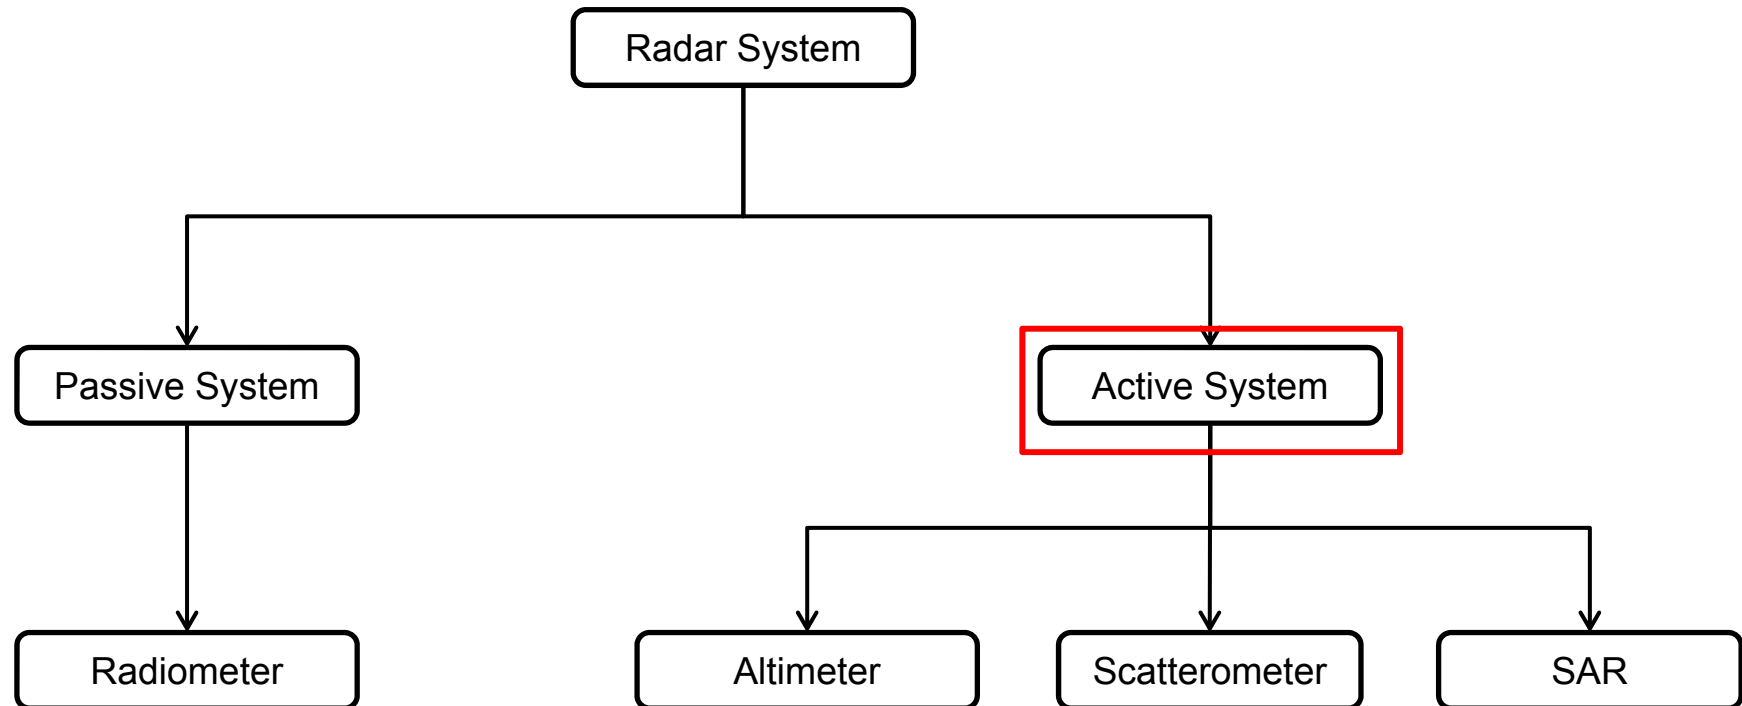 Radar System
Passive System
Active System
Radiometer
Altimeter
Scatterometer
SAR